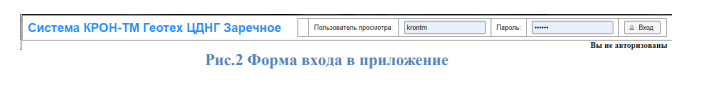 Система КРОН-ТМ Геотех ЦДНГ Заречное Пользователь просмотра: krontm Пароль: •••••• Вход
Вы не авторизованы
Рис.2 Форма входа в приложение